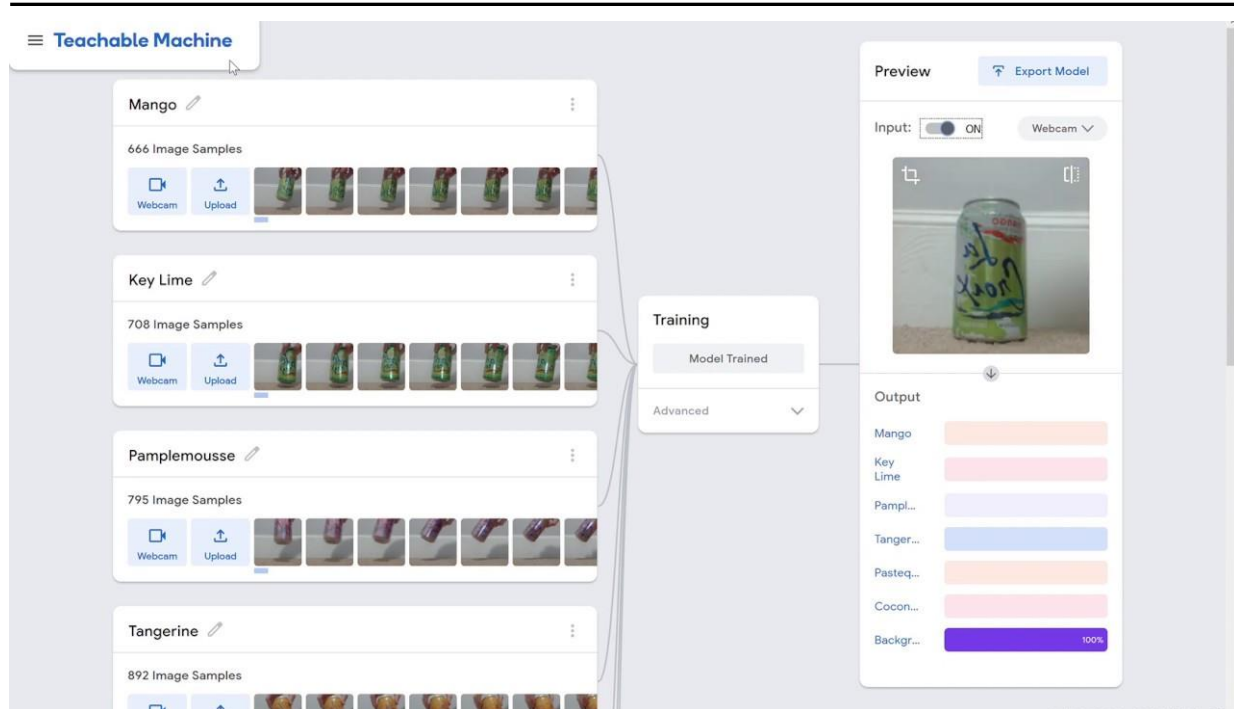 Teachable Machine
Mango
666 Image Samples
Webcam
Upload
Key Lime
708 Image Samples
Webcam
Upload
Pamplemousse
795 Image Samples
Webcam
Upload
Tangerine
892 Image Samples
Training
Model Trained
Advanced
Preview
Export Model
Input:
ON
Webcam
La
Croix
Output
Mango
Key
Lime
Pampl...
Tanger...
Pasteq...
Cocon...
Backgr...
100%